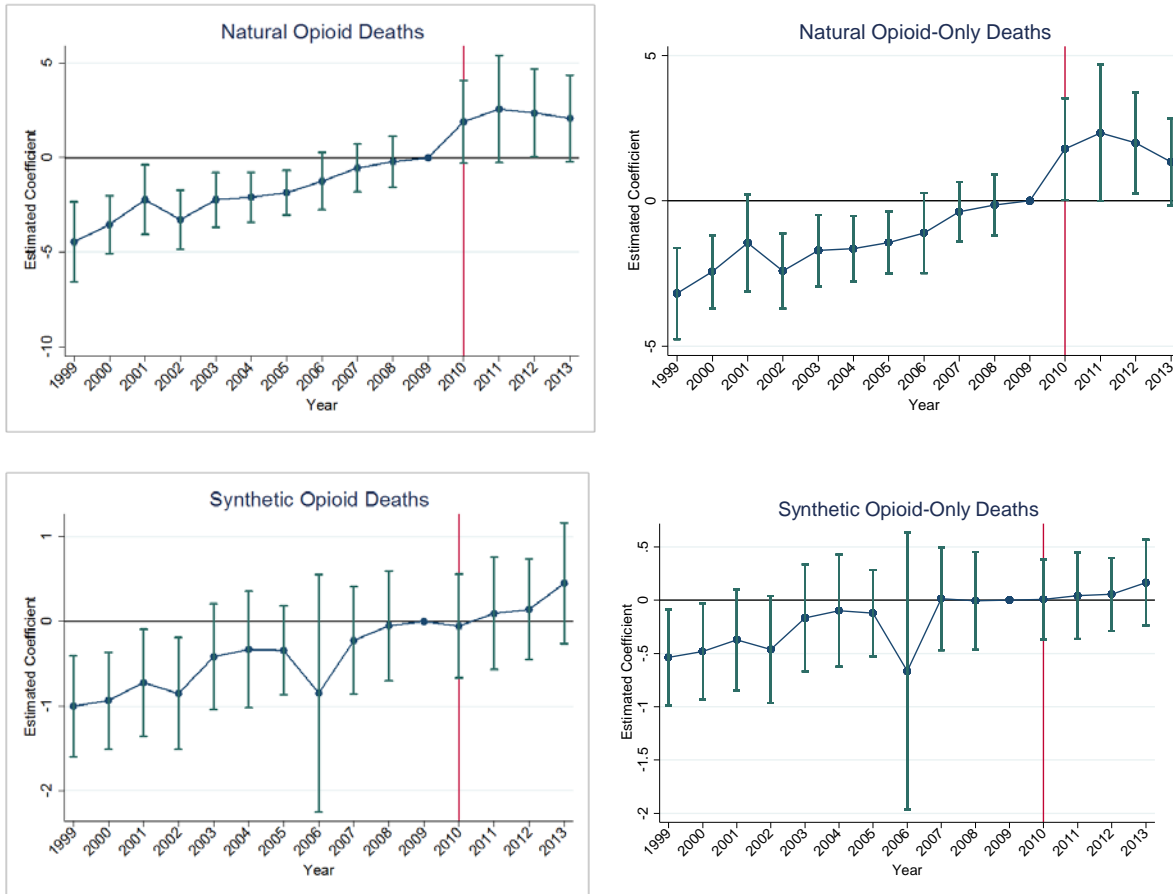 Natural Opioid Deaths
Estimated Coefficient
5
0
-5
-10
1999 2000 2001 2002 2003 2004 2005 2006 2007 2008 2009 2010 2011 2012 2013
Year
Natural Opioid-Only Deaths
Estimated Coefficient
5
0
-5
1999 2000 2001 2002 2003 2004 2005 2006 2007 2008 2009 2010 2011 2012 2013
Year
Synthetic Opioid Deaths
Estimated Coefficient
1
0
-1
-2
1999 2000 2001 2002 2003 2004 2005 2006 2007 2008 2009 2010 2011 2012 2013
Year
Synthetic Opioid-Only Deaths
Estimated Coefficient
.5
0
-.5
-1
-1.5
-2
1999 2000 2001 2002 2003 2004 2005 2006 2007 2008 2009 2010 2011 2012 2013
Year